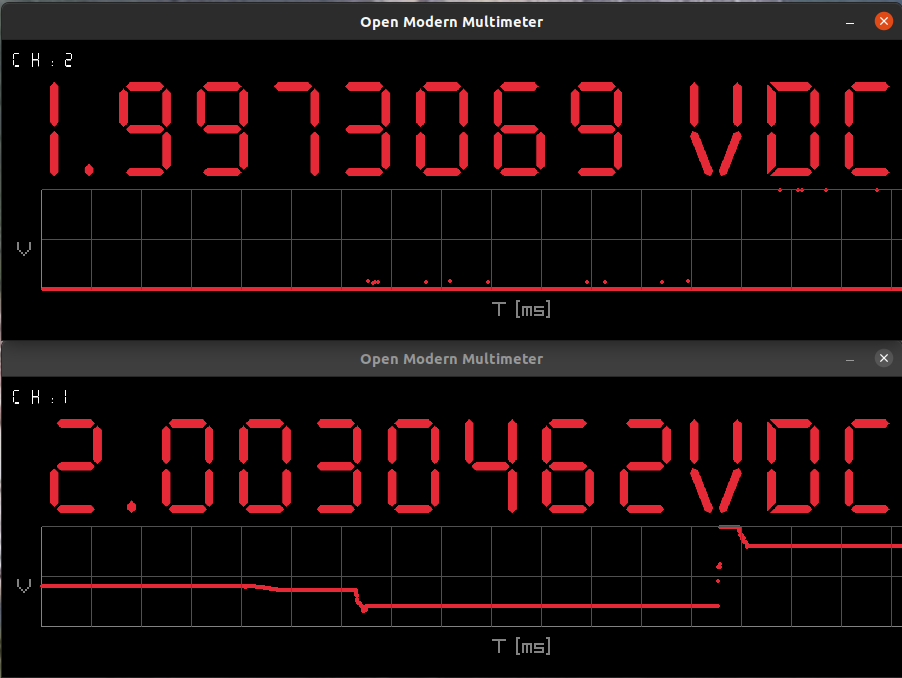 Open Modern Multimeter
CH:2
1.9973069 VDC
V
T [ms]
Open Modern Multimeter
CH:1
2.0030462VDC
V
T [ms]